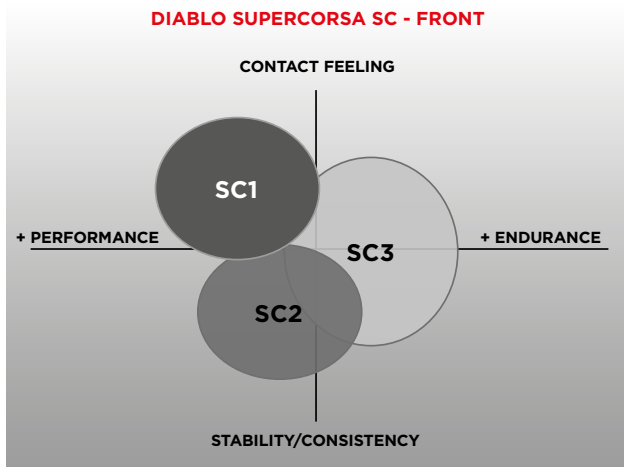 DIABLO SUPERCORSA SC - FRONT
CONTACT FEELING
SC1
+ PERFORMANCE
+ ENDURANCE
SC3
SC2
STABILITY/CONSISTENCY